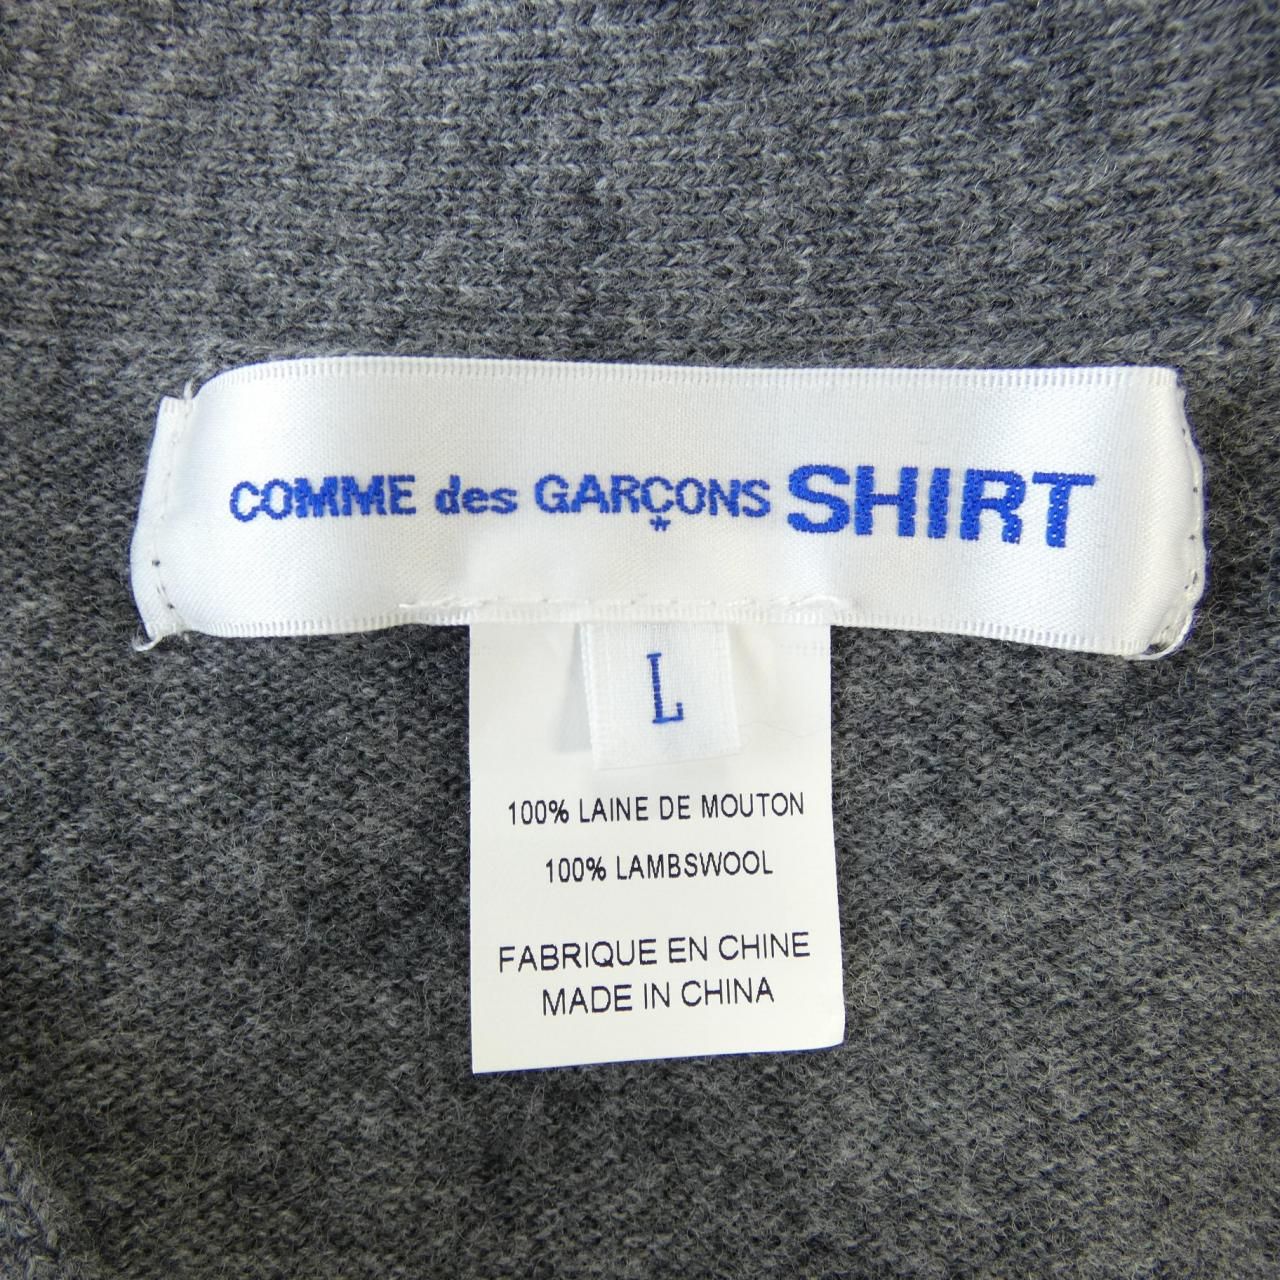 COMME des GARÇONS SHIRT
L
100% LAINE DE MOUTON
100% LAMBSWOOL
FABRIQUE EN CHINE
MADE IN CHINA